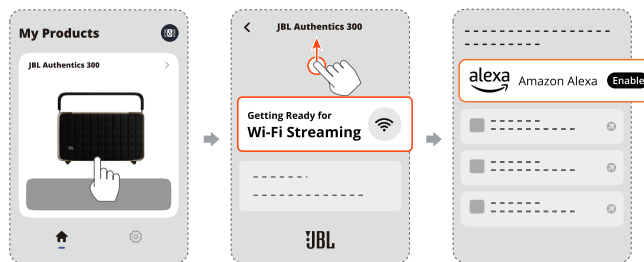 My Products
JBL Authentics 300
JBL
JBL Authentics 300
Getting Ready for
Wi-Fi Streaming
JBL
alexa Amazon Alexa Enable